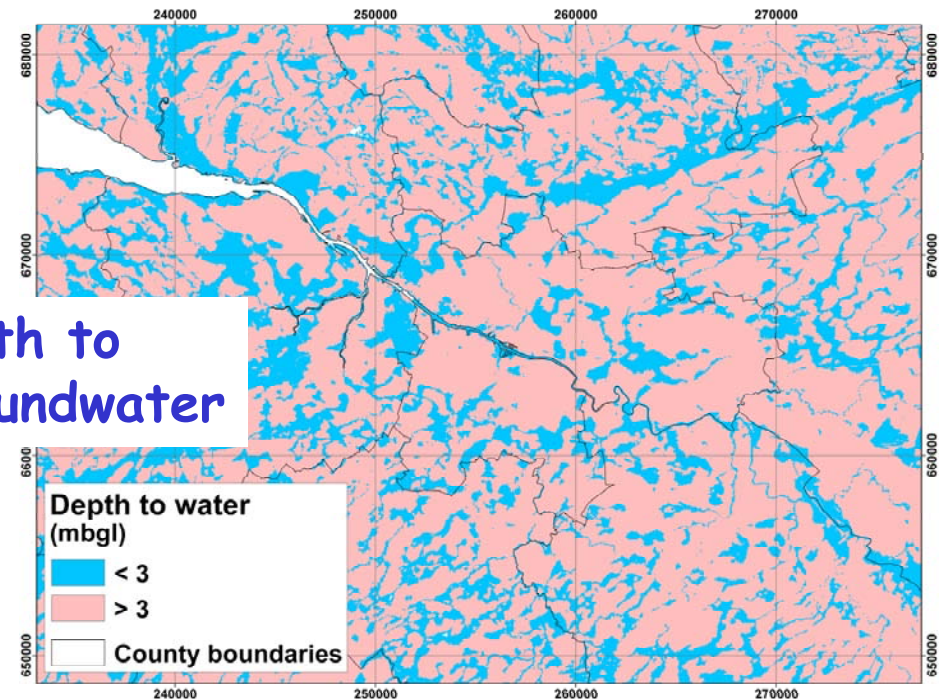 240000 250000 260000 270000
680000 680000
670000 670000
th to
undwater
6600 660000
Depth to water
(mbgl)
< 3
> 3
County boundaries
650000 650000
240000 250000 260000 270000